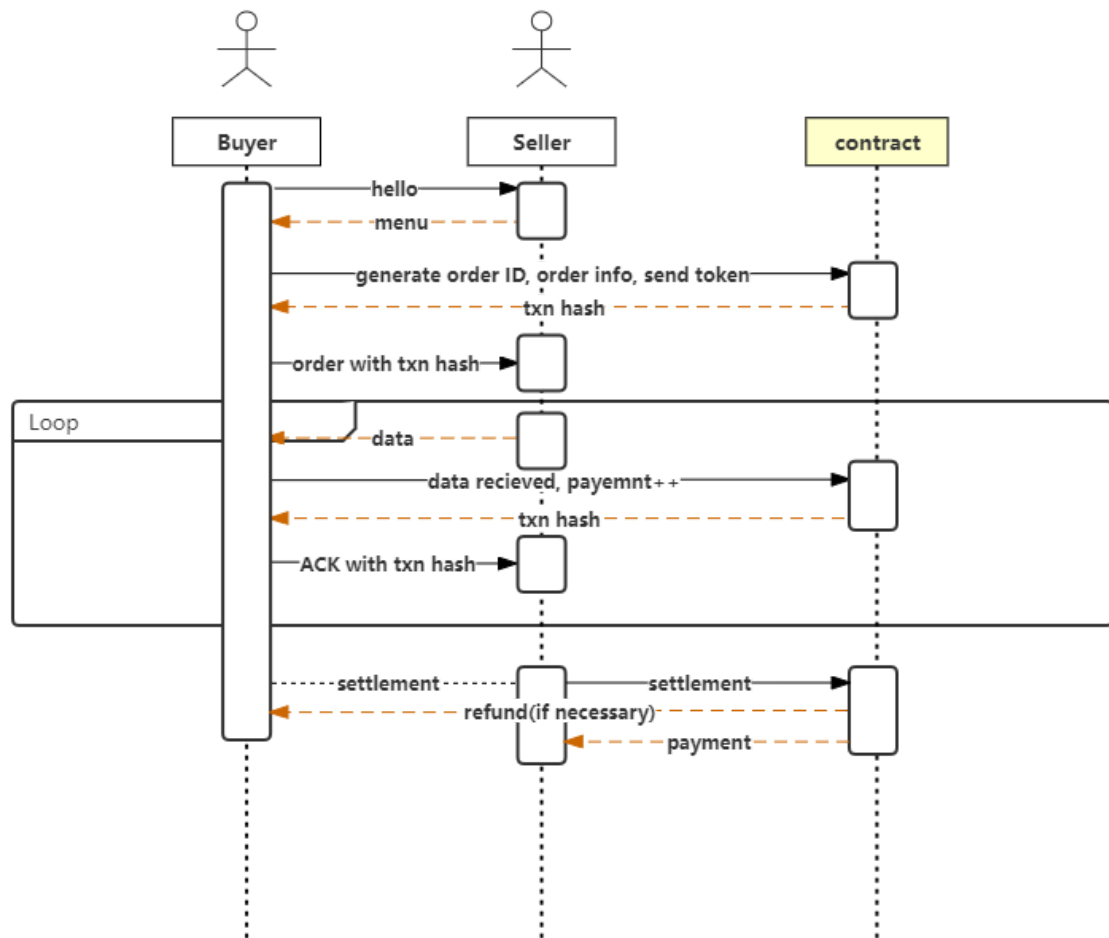 Buyer
Seller
contract
hello
menu
generate order ID, order info, send token
txn hash
order with txn hash
Loop
data
data recieved, payemnt++
txn hash
ACK with txn hash
settlement
settlement
refund(if necessary)
payment